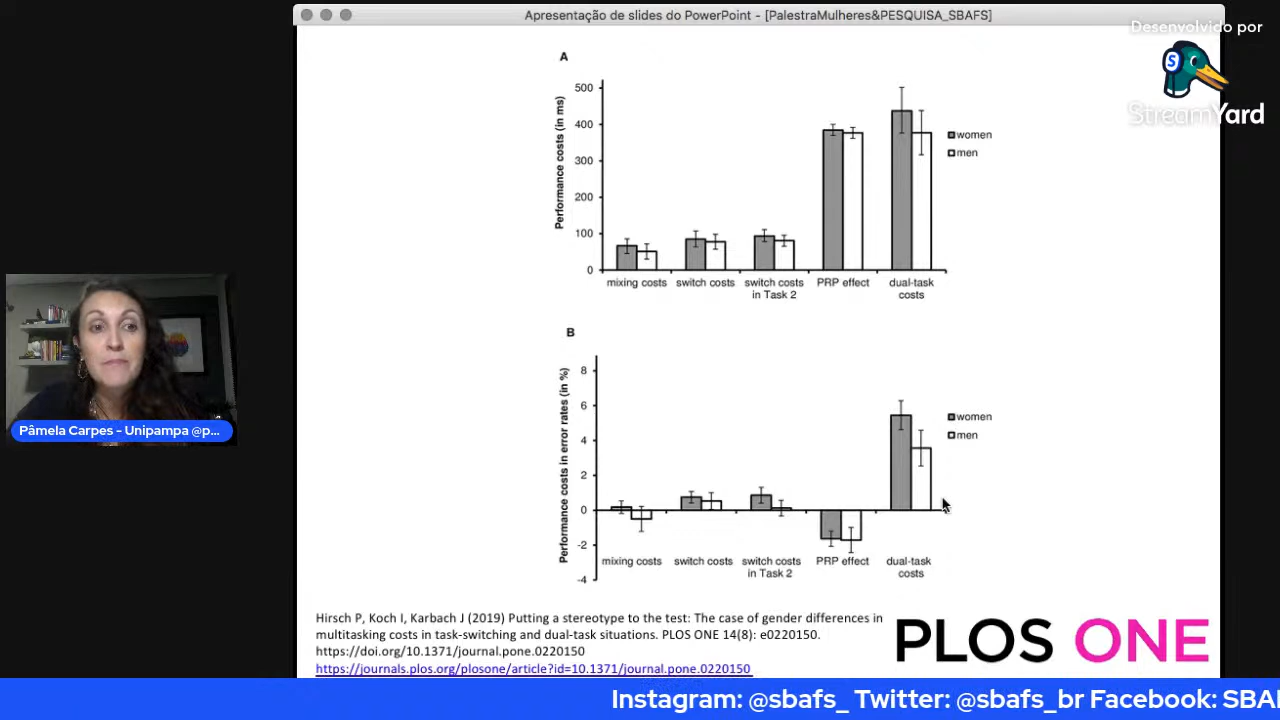 Apresentação de slides do PowerPoint - [PalestraMulheres&PESQUISA_SBAFS]
Desenvolvido por
S
StreamYard
A
Performance costs (in ms)
500
400
300
200
100
0
women
men
mixing costs
switch costs
switch costs
in Task 2
PRP effect
dual-task
costs
B
Performance costs in error rates (in %)
8
6
4
2
0
-2
-4
women
men
mixing costs
switch costs
switch costs
in Task 2
PRP effect
dual-task
costs
Pâmela Carpes - Unipampa @p...
Hirsch P, Koch I, Karbach J (2019) Putting a stereotype to the test: The case of gender differences in
multitasking costs in task-switching and dual-task situations. PLOS ONE 14(8): e0220150.
https://doi.org/10.1371/journal.pone.0220150
https://journals.plos.org/plosone/article?id=10.1371/journal.pone.0220150
PLOS ONE
Instagram: @sbafs_ Twitter: @sbafs_br Facebook: SBA